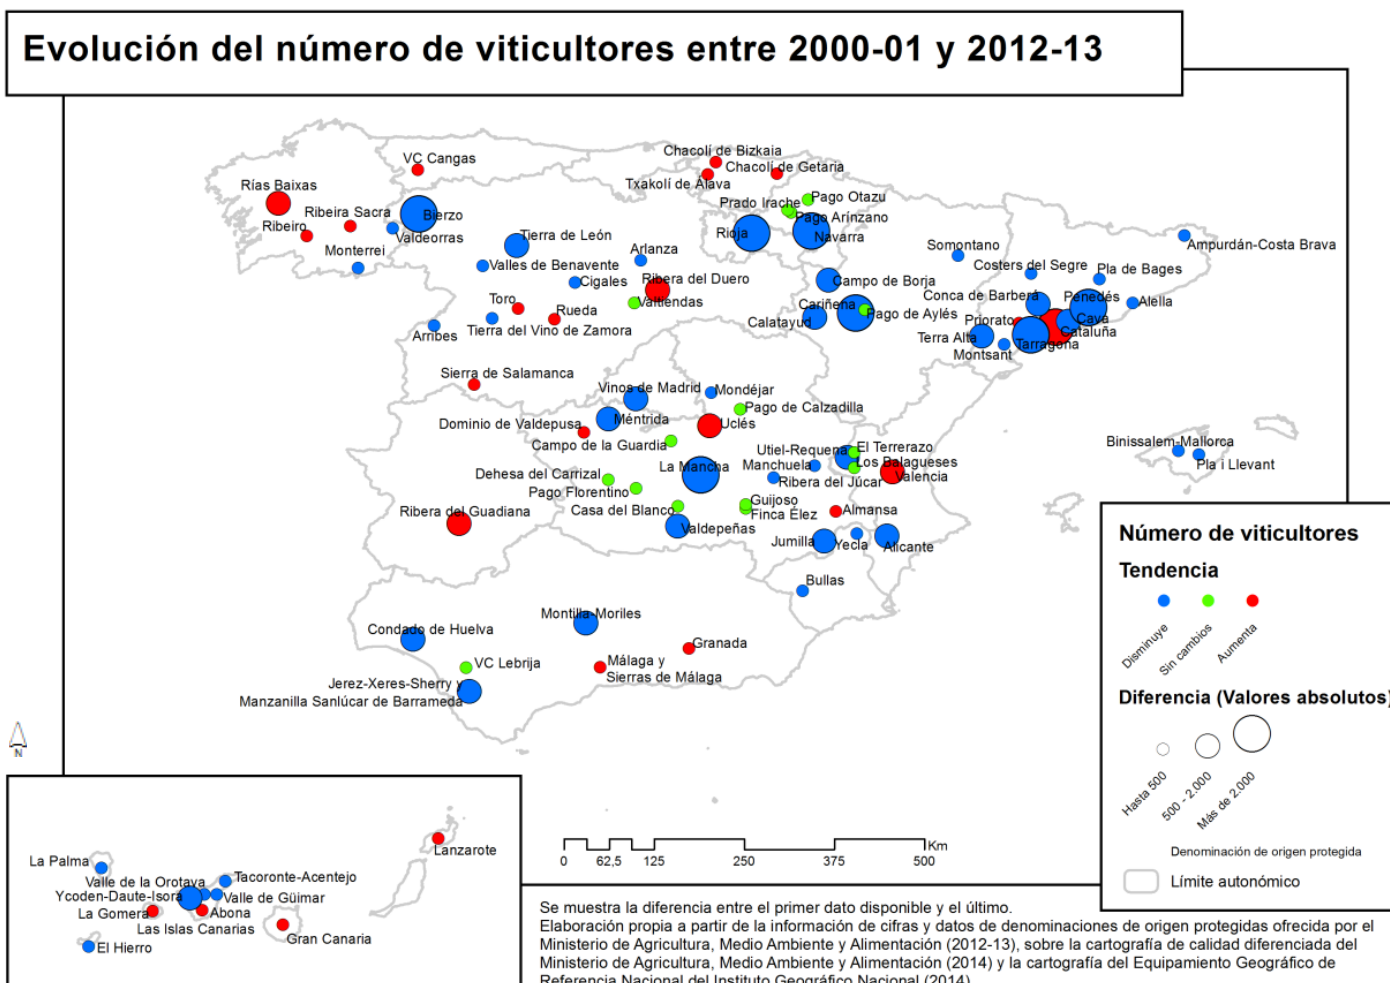 Evolución del número de viticultores entre 2000-01 y 2012-13
VC Cangas
Chacolí de Bizkaia
Chacolí de Getaria
Txakolí de Álava
Rías Baixas
Ribeira Sacra
Ribeiro
Bierzo
Valdeorras
Monterrei
Prado Irache
Pago Otazu
Pago Arínzano
Rioja
Navarra
Tierra de León
Arlanza
Valles de Benavente
Cigales
Ribera del Duero
Valtiendas
Toro
Rueda
Tierra del Vino de Zamora
Arribes
Sierra de Salamanca
Campo de Borja
Cariñena
Pago de Aylés
Calatayud
Somontano
Costers del Segre
Ampurdán-Costa Brava
Pla de Bages
Conca de Barberá
Penedés
Alella
Priorato
Cava
Cataluña
Terra Alta
Tarragona
Montsant
Vinos de Madrid
Mondéjar
Méntrida
Pago de Calzadilla
Dominio de Valdepusa
Uclés
Campo de la Guardia
Utiel-Requena
El Terrerazo
La Mancha
Manchuela
Los Balagueses
Valencia
Dehesa del Carrizal
Ribera del Júcar
Pago Florentino
Guijoso
Casa del Blanco
Finca Élez
Almansa
Ribera del Guadiana
Valdepeñas
Jumilla
Yecla
Alicante
Bullas
Binissalem-Mallorca
Pla i Llevant
Montilla-Moriles
Condado de Huelva
Granada
VC Lebrija
Málaga y
Sierras de Málaga
Jerez-Xeres-Sherry y
Manzanilla Sanlúcar de Barrameda
Número de viticultores
Tendencia
Disminuye
Sin cambios
Aumenta
Diferencia (Valores absolutos)
Hasta 500
500 - 2.000
Más de 2.000
Denominación de origen protegida
Límite autonómico
N
Km
0 62,5 125 250 375 500
La Palma
Valle de la Orotava
Tacoronte-Acentejo
Ycoden-Daute-Isora
Valle de Güimar
La Gomera
Abona
Las Islas Canarias
El Hierro
Gran Canaria
Lanzarote
Se muestra la diferencia entre el primer dato disponible y el último.
Elaboración propia a partir de la información de cifras y datos de denominaciones de origen protegidas ofrecida por el
Ministerio de Agricultura, Medio Ambiente y Alimentación (2012-13), sobre la cartografía de calidad diferenciada del
Ministerio de Agricultura, Medio Ambiente y Alimentación (2014) y la cartografía del Equipamiento Geográfico de
Referencia Nacional del Instituto Geográfico Nacional (2014)